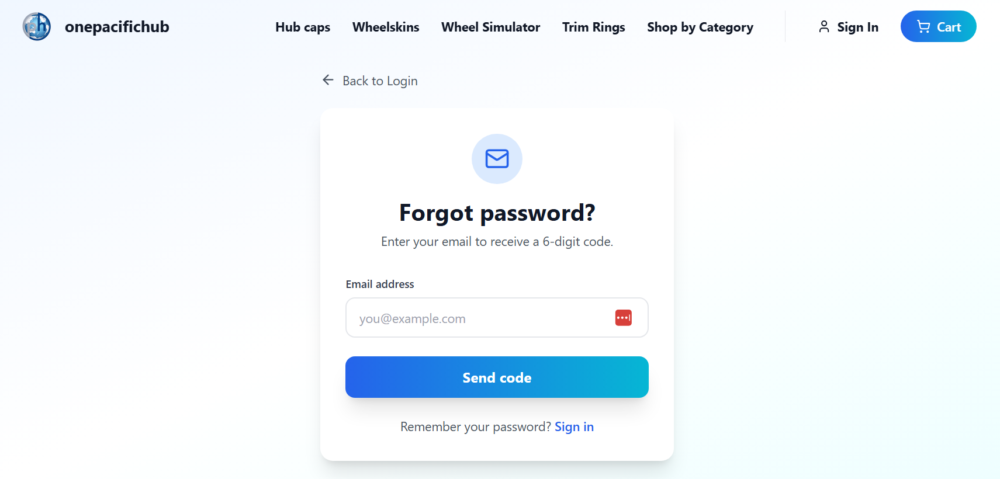 onepacifichub
Hub caps
Wheelskins
Wheel Simulator
Trim Rings
Shop by Category
Sign In
Cart
Back to Login
Forgot password?
Enter your email to receive a 6-digit code.
Email address
you@example.com
Send code
Remember your password? Sign in